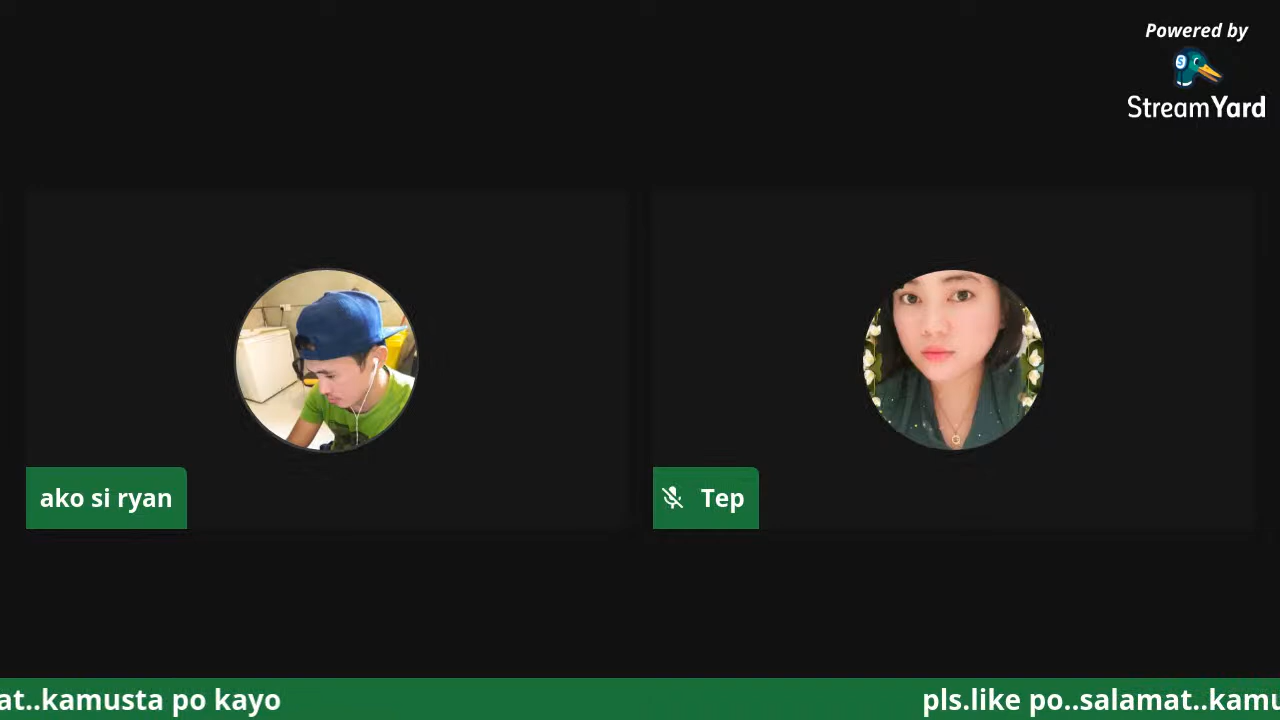 Powered by
StreamYard
ako si ryan
Tep
at..kamusta po kayo
pls.like po..salamat..kamu